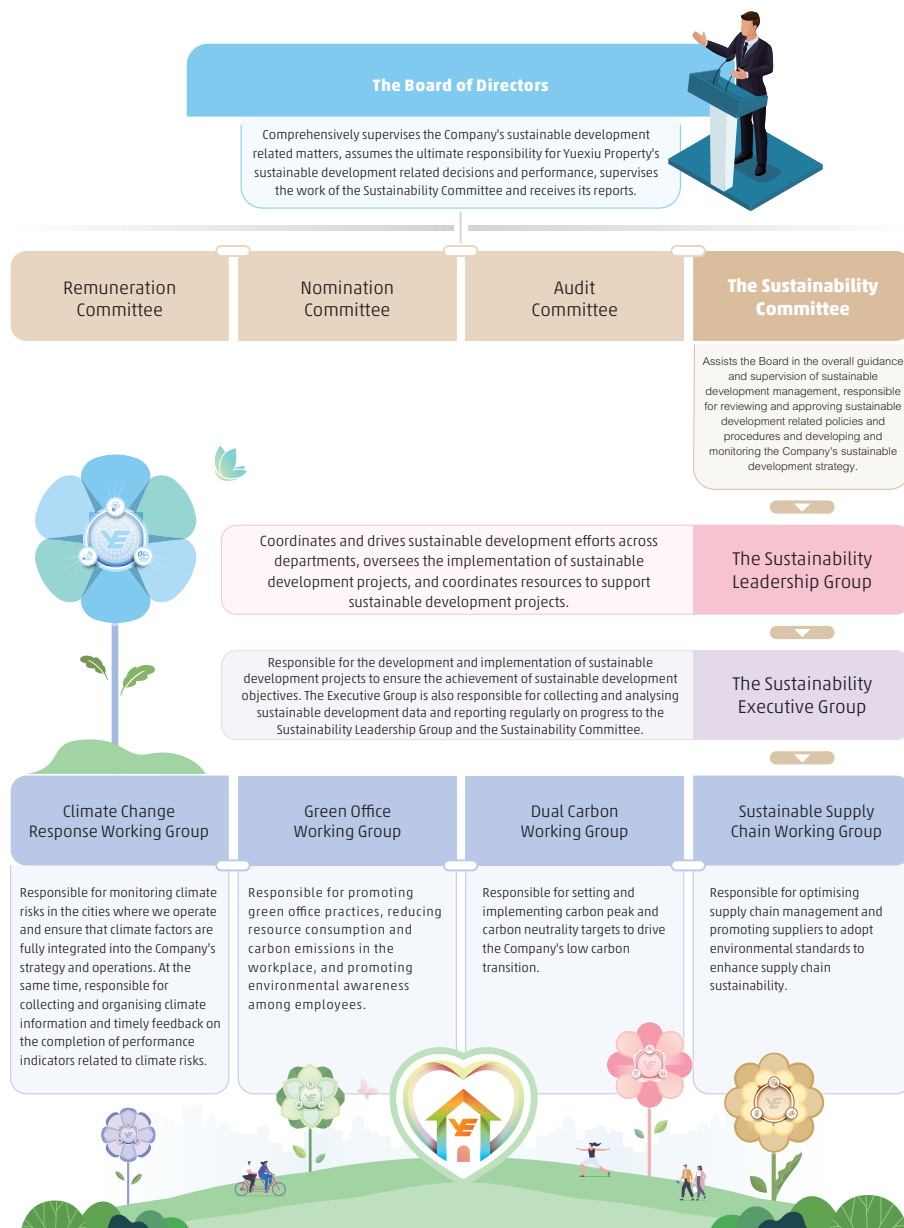 The Board of Directors
Comprehensively supervises the Company's sustainable development
related matters, assumes the ultimate responsibility for Yuexiu Property's
sustainable development related decisions and performance, supervises
the work of the Sustainability Committee and receives its reports.
Remuneration
Committee
Nomination
Committee
Audit
Committee
The Sustainability
Committee
Assists the Board in the overall guidance
and supervision of sustainable
development management, responsible
for reviewing and approving sustainable
development related policies and
procedures and developing and
monitoring the Company's sustainable
development strategy.
Coordinates and drives sustainable development efforts across
departments, oversees the implementation of sustainable
development projects, and coordinates resources to support
sustainable development projects.
The Sustainability
Leadership Group
Responsible for the development and implementation of sustainable
development projects to ensure the achievement of sustainable development
objectives. The Executive Group is also responsible for collecting and analysing
sustainable development data and reporting regularly on progress to the
Sustainability Leadership Group and the Sustainability Committee.
The Sustainability
Executive Group
Climate Change
Response Working Group
Green Office
Working Group
Dual Carbon
Working Group
Sustainable Supply
Chain Working Group
Responsible for monitoring climate
risks in the cities where we operate
and ensure that climate factors are
fully integrated into the Company's
strategy and operations. At the
same time, responsible for
collecting and organising climate
information and timely feedback on
the completion of performance
indicators related to climate risks.
Responsible for promoting
green office practices, reducing
resource consumption and
carbon emissions in the
workplace, and promoting
environmental awareness
among employees.
Responsible for setting and
implementing carbon peak and
carbon neutrality targets to drive
the Company's low carbon
transition.
Responsible for optimising
supply chain management and
promoting suppliers to adopt
environmental standards to
enhance supply chain
sustainability.